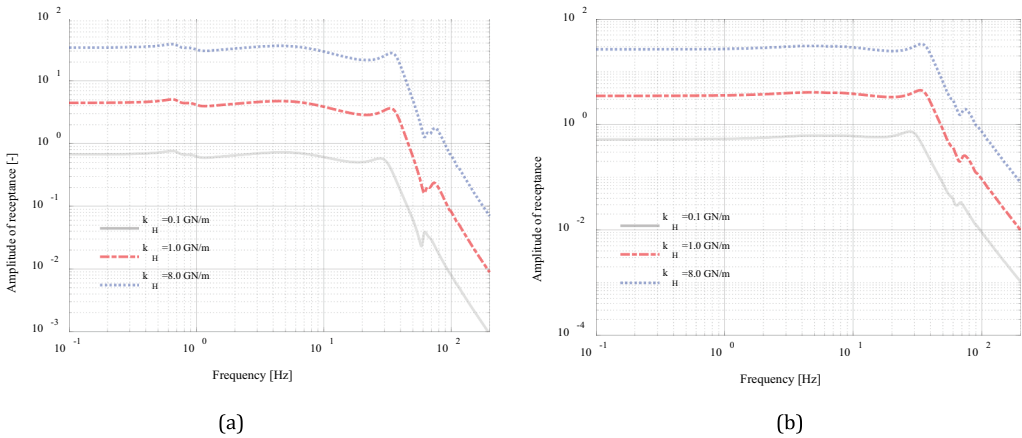 (a)
10 2
10 1
10 0
10 -1
10 -2
10 -3
Amplitude of receptance [-]
k H =0.1 GN/m
k H =1.0 GN/m
k H =8.0 GN/m
10 -1 10 0 10 1 10 2
Frequency [Hz]
(a)
(b)
10 2
10 0
10 -2
10 -4
Amplitude of receptance
k H =0.1 GN/m
k H =1.0 GN/m
k H =8.0 GN/m
10 -1 10 0 10 1 10 2
Frequency [Hz]
(b)